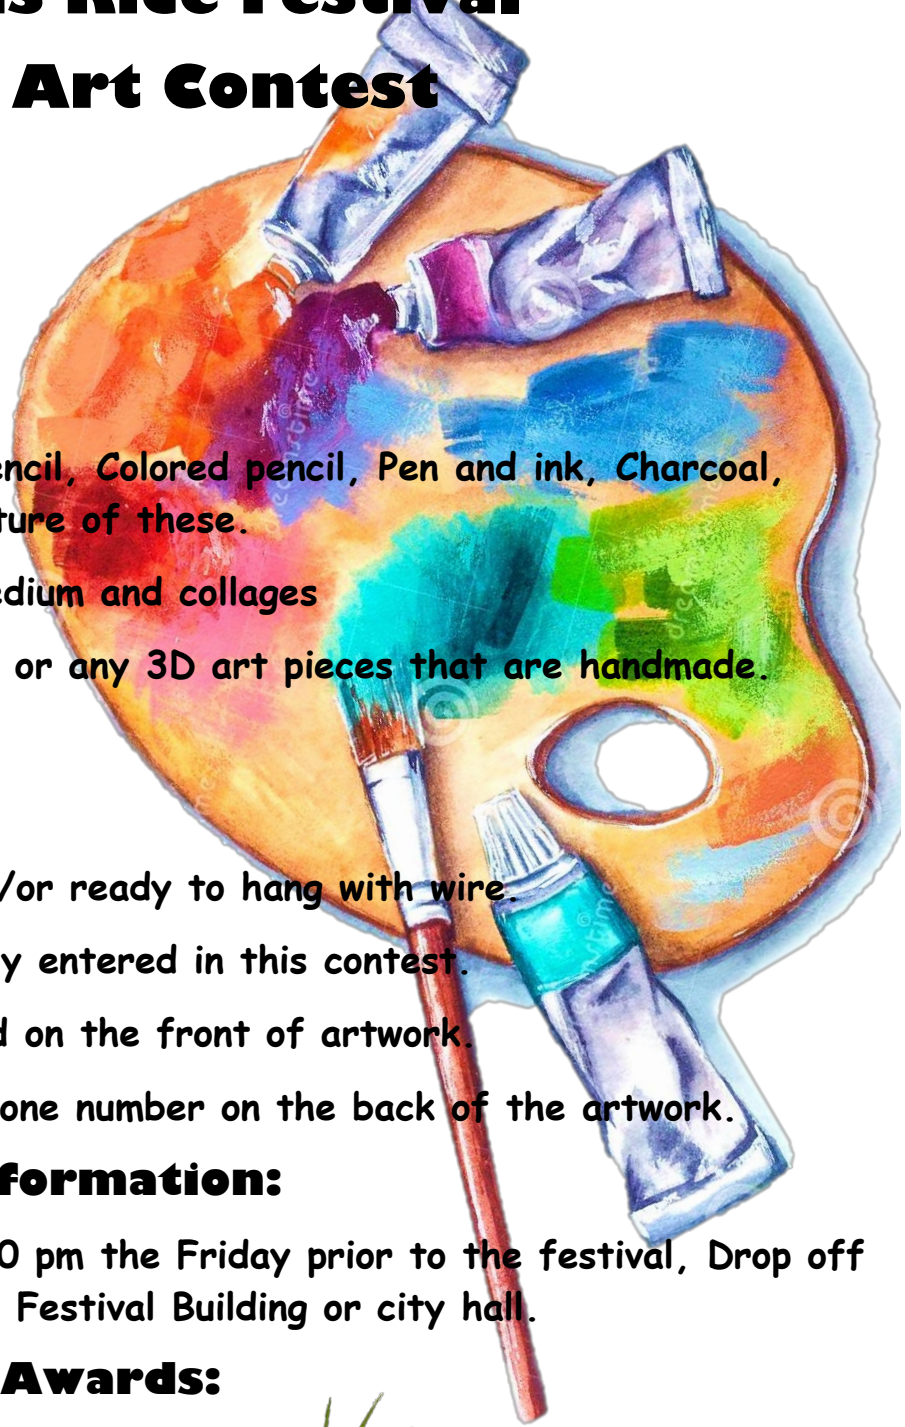 Rice Festival
Art Contest
encil, Colored pencil, Pen and ink, Charcoal,
ture of these.
edium and collages
or any 3D art pieces that are handmade.
/or ready to hang with wire.
y entered in this contest.
d on the front of artwork.
one number on the back of the artwork.
formation:
0 pm the Friday prior to the festival, Drop off
Festival Building or city hall.
Awards: